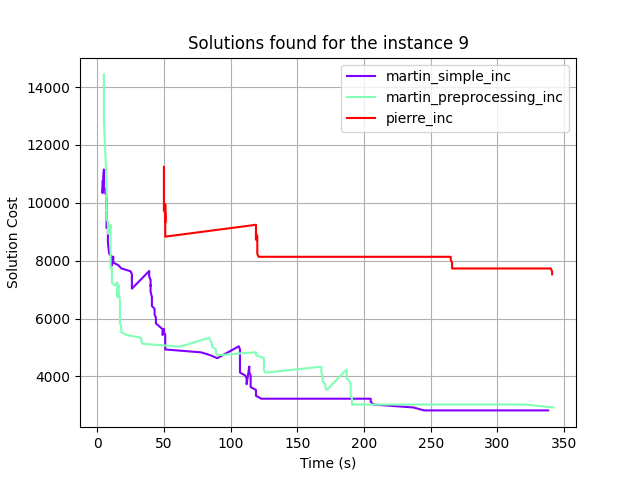 Solutions found for the instance 9
martin_simple_inc
martin_preprocessing_inc
pierre_inc
Solution Cost
14000
12000
10000
8000
6000
4000
0 50 100 150 200 250 300 350
Time (s)